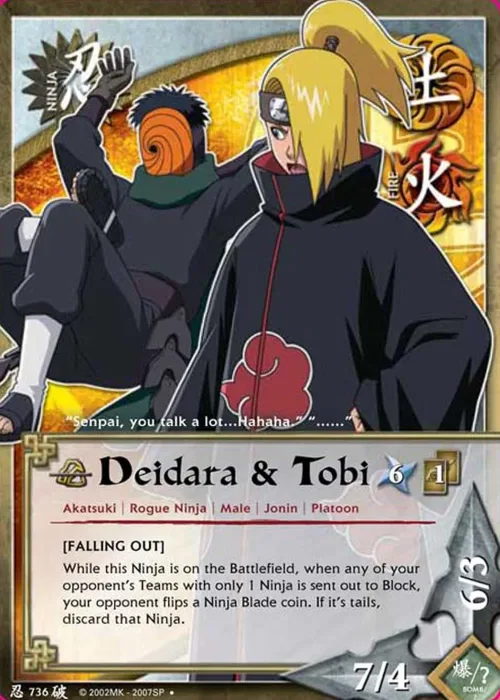 忍
NINJA
土
火
FIRE
"Senpai, you talk a lot...Hahaha." "......"
Deidara & Tobi 6 1
Akatsuki | Rogue Ninja | Male | Jonin | Platoon
[FALLING OUT]
While this Ninja is on the Battlefield, when any of
your opponent's Teams with only 1 Ninja is sent out to Block,
your opponent flips a Ninja Blade coin. If it's tails,
discard that Ninja.
6/3
7/4
爆/?
BOMB
忍 736 破 © 2002MK - 2007SP •